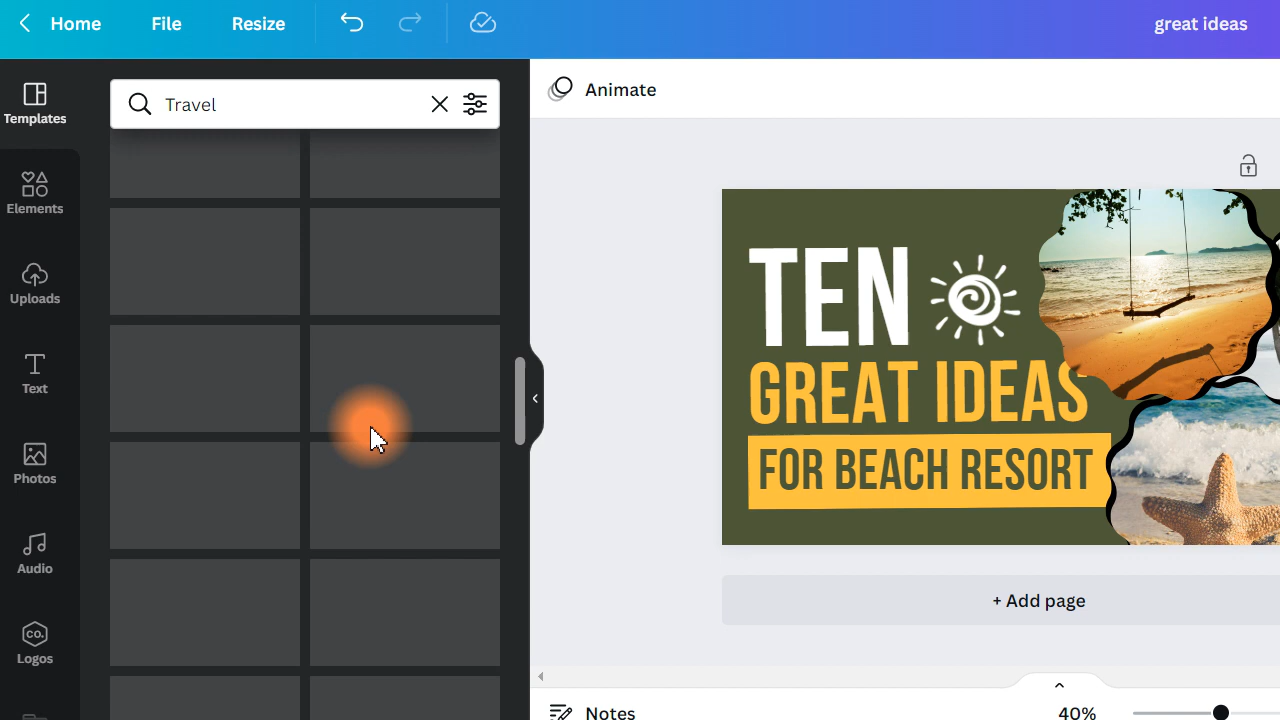 Home File Resize great ideas
Templates
Travel
Animate
Elements
Uploads
Text
Photos
Audio
CO.
Logos
TEN
GREAT IDEAS
FOR BEACH RESORT
+ Add page
Notes 40%